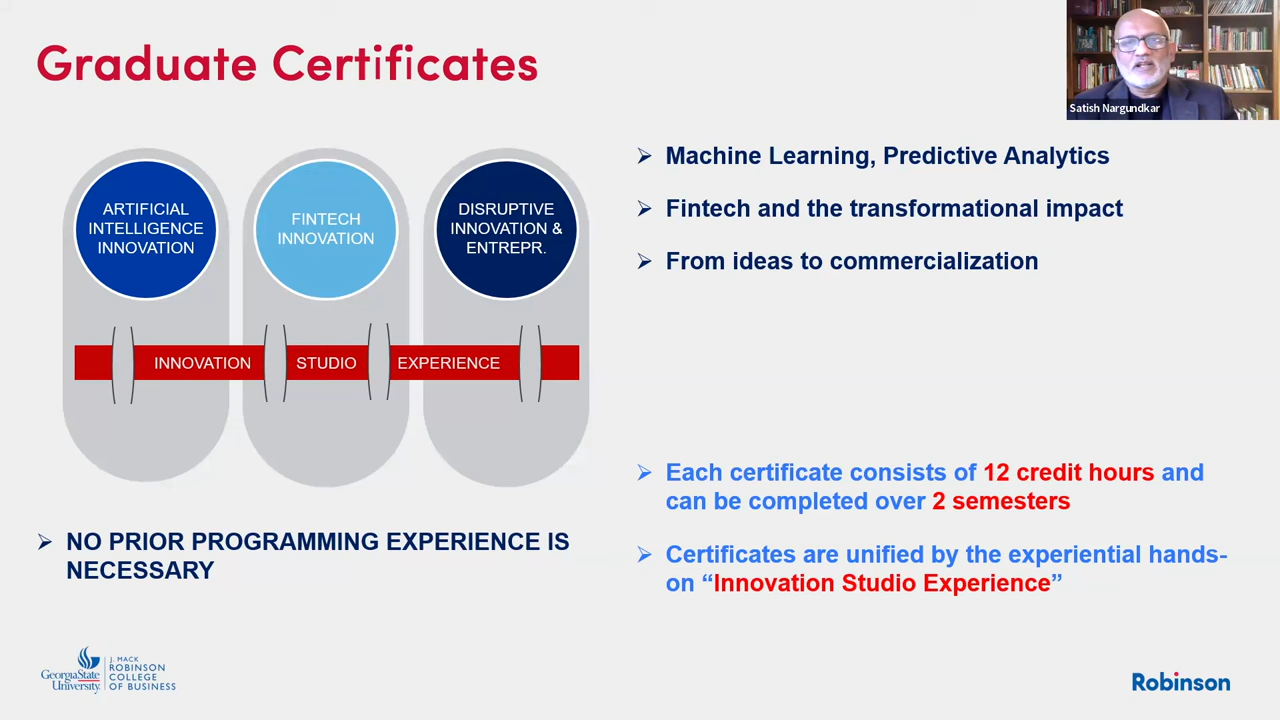 Graduate Certificates
Satish Nargundkar
ARTIFICIAL
INTELLIGENCE
INNOVATION
FINTECH
INNOVATION
DISRUPTIVE
INNOVATION &
ENTREPR.
INNOVATION STUDIO EXPERIENCE
NO PRIOR PROGRAMMING EXPERIENCE IS
NECESSARY
Machine Learning, Predictive Analytics
Fintech and the transformational impact
From ideas to commercialization
Each certificate consists of 12 credit hours and
can be completed over 2 semesters
Certificates are unified by the experiential hands-
on “Innovation Studio Experience”
GeorgiaState
University
J. MACK
ROBINSON
COLLEGE
OF BUSINESS
Robinson